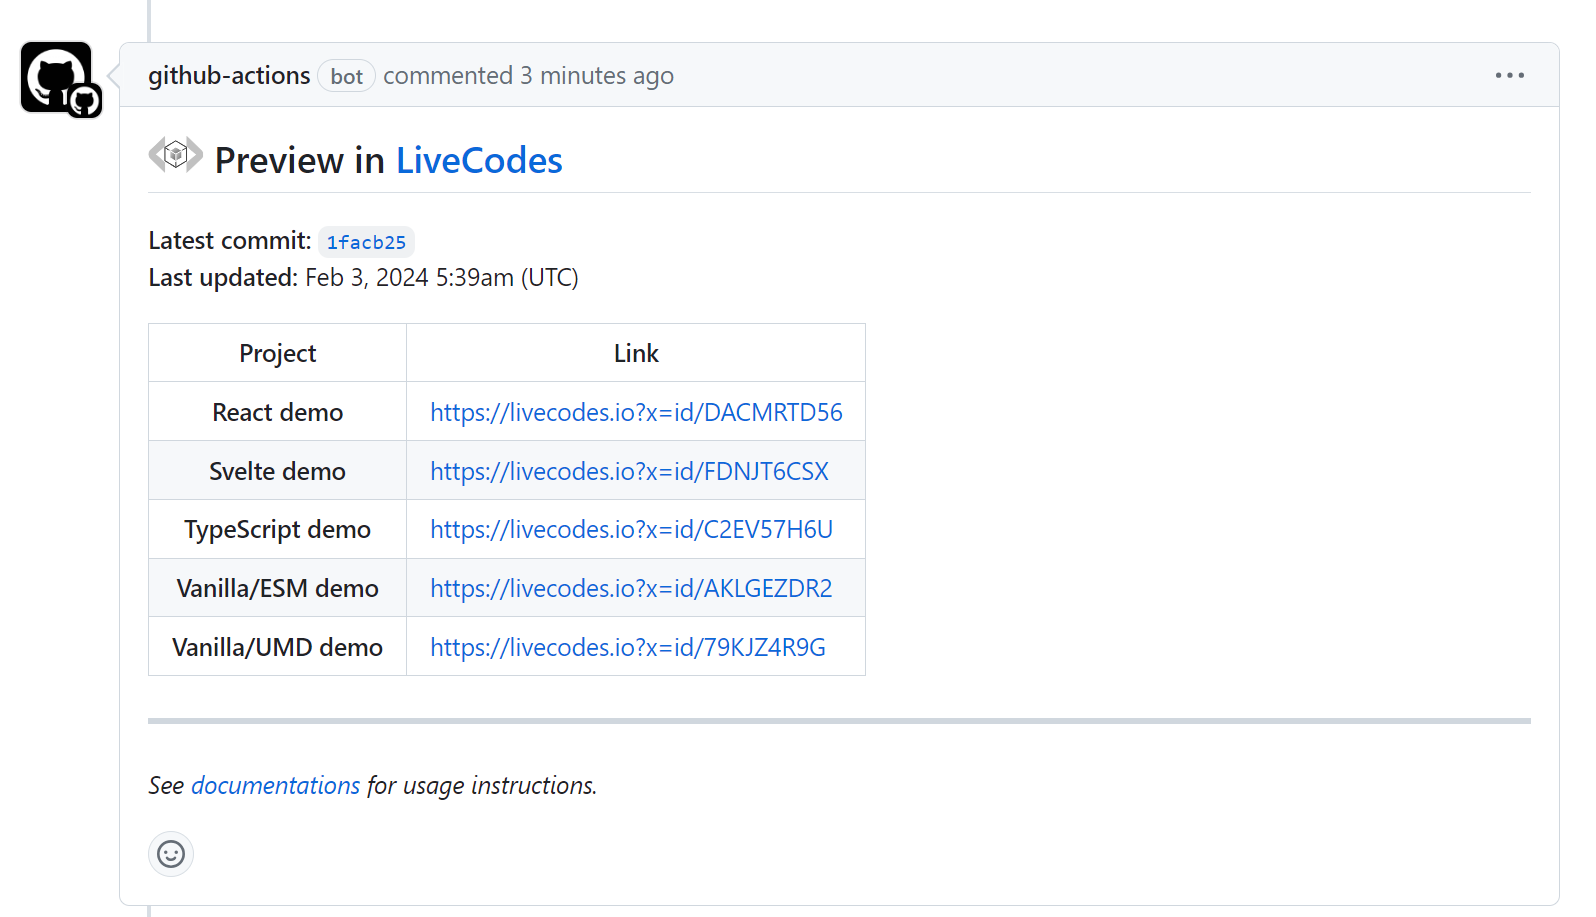 github-actions bot commented 3 minutes ago
Preview in LiveCodes
Latest commit: 1facb25
Last updated: Feb 3, 2024 5:39am (UTC)
Project Link
React demo https://livecodes.io?x=id/DACMRTD56
Svelte demo https://livecodes.io?x=id/FDNJT6CSX
TypeScript demo https://livecodes.io?x=id/C2EV57H6U
Vanilla/ESM demo https://livecodes.io?x=id/AKLGEZDR2
Vanilla/UMD demo https://livecodes.io?x=id/79KJZ4R9G
See documentations for usage instructions.